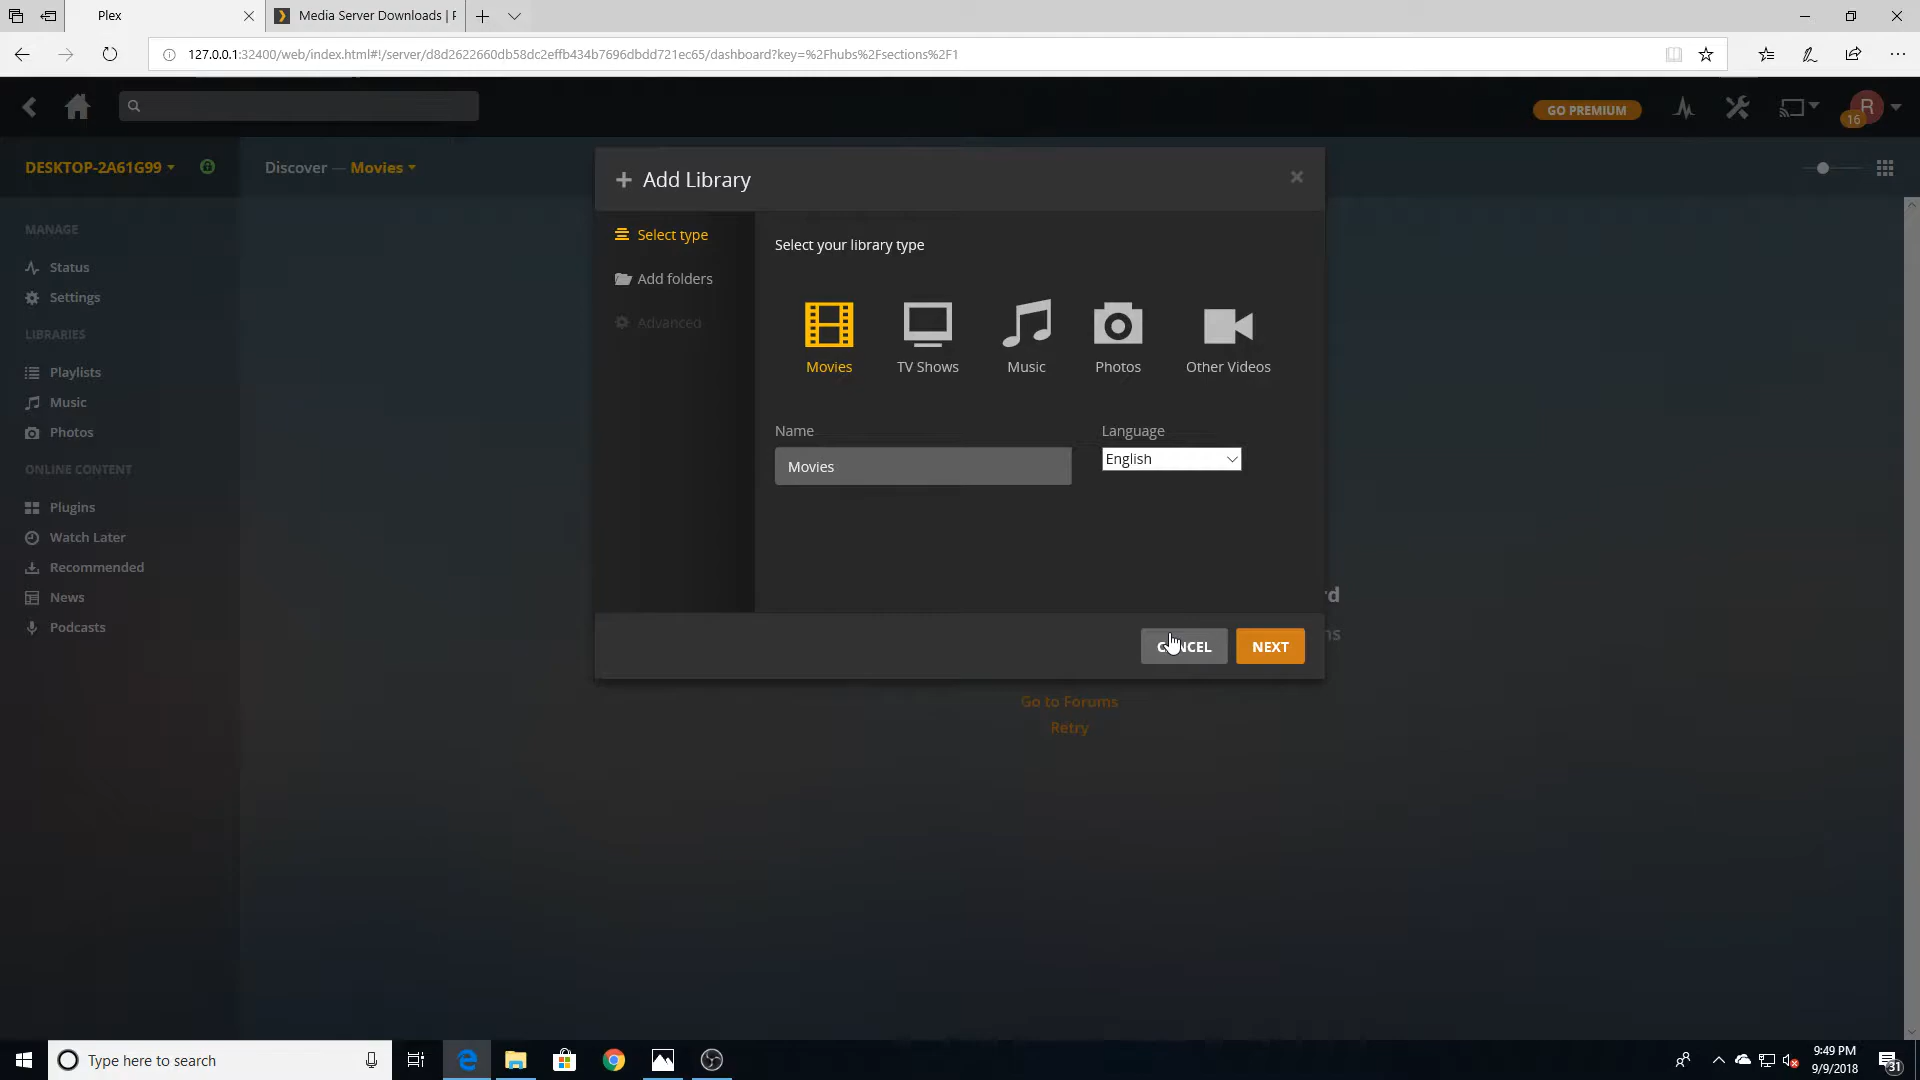 Plex
Media Server Downloads | P
127.0.0.1:32400/web/index.html#!/server/d8d2622660db58dc2effb434b7696dbdd721ec65/dashboard?key=%2Fhubs%2Fsections%2F1
GO PREMIUM
R
16
DESKTOP-2A61G99
Discover — Movies
MANAGE
Status
Settings
LIBRARIES
Playlists
Music
Photos
ONLINE CONTENT
Plugins
Watch Later
Recommended
News
Podcasts
Add Library
Select type
Add folders
Advanced
Select your library type
Movies
TV Shows
Music
Photos
Other Videos
Name
Language
Movies
English
CANCEL
NEXT
Go to Forums
Retry
Type here to search
9:49 PM
9/9/2018
31